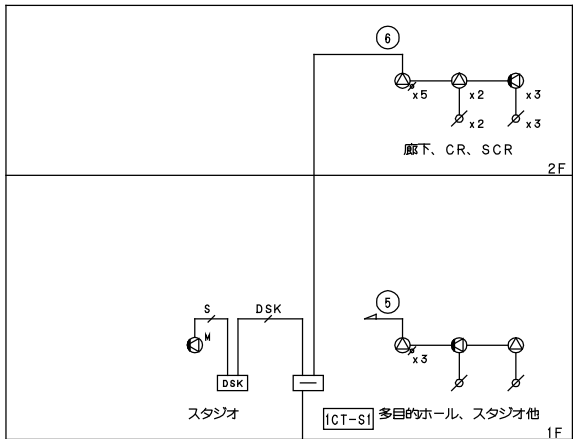 6
x5 x2 x3
x2 x3
廊下、CR、SCR
2F
5
S DSK
M
x3
DSK
スタジオ
1CT-S1 多目的ホール、スタジオ他
1F